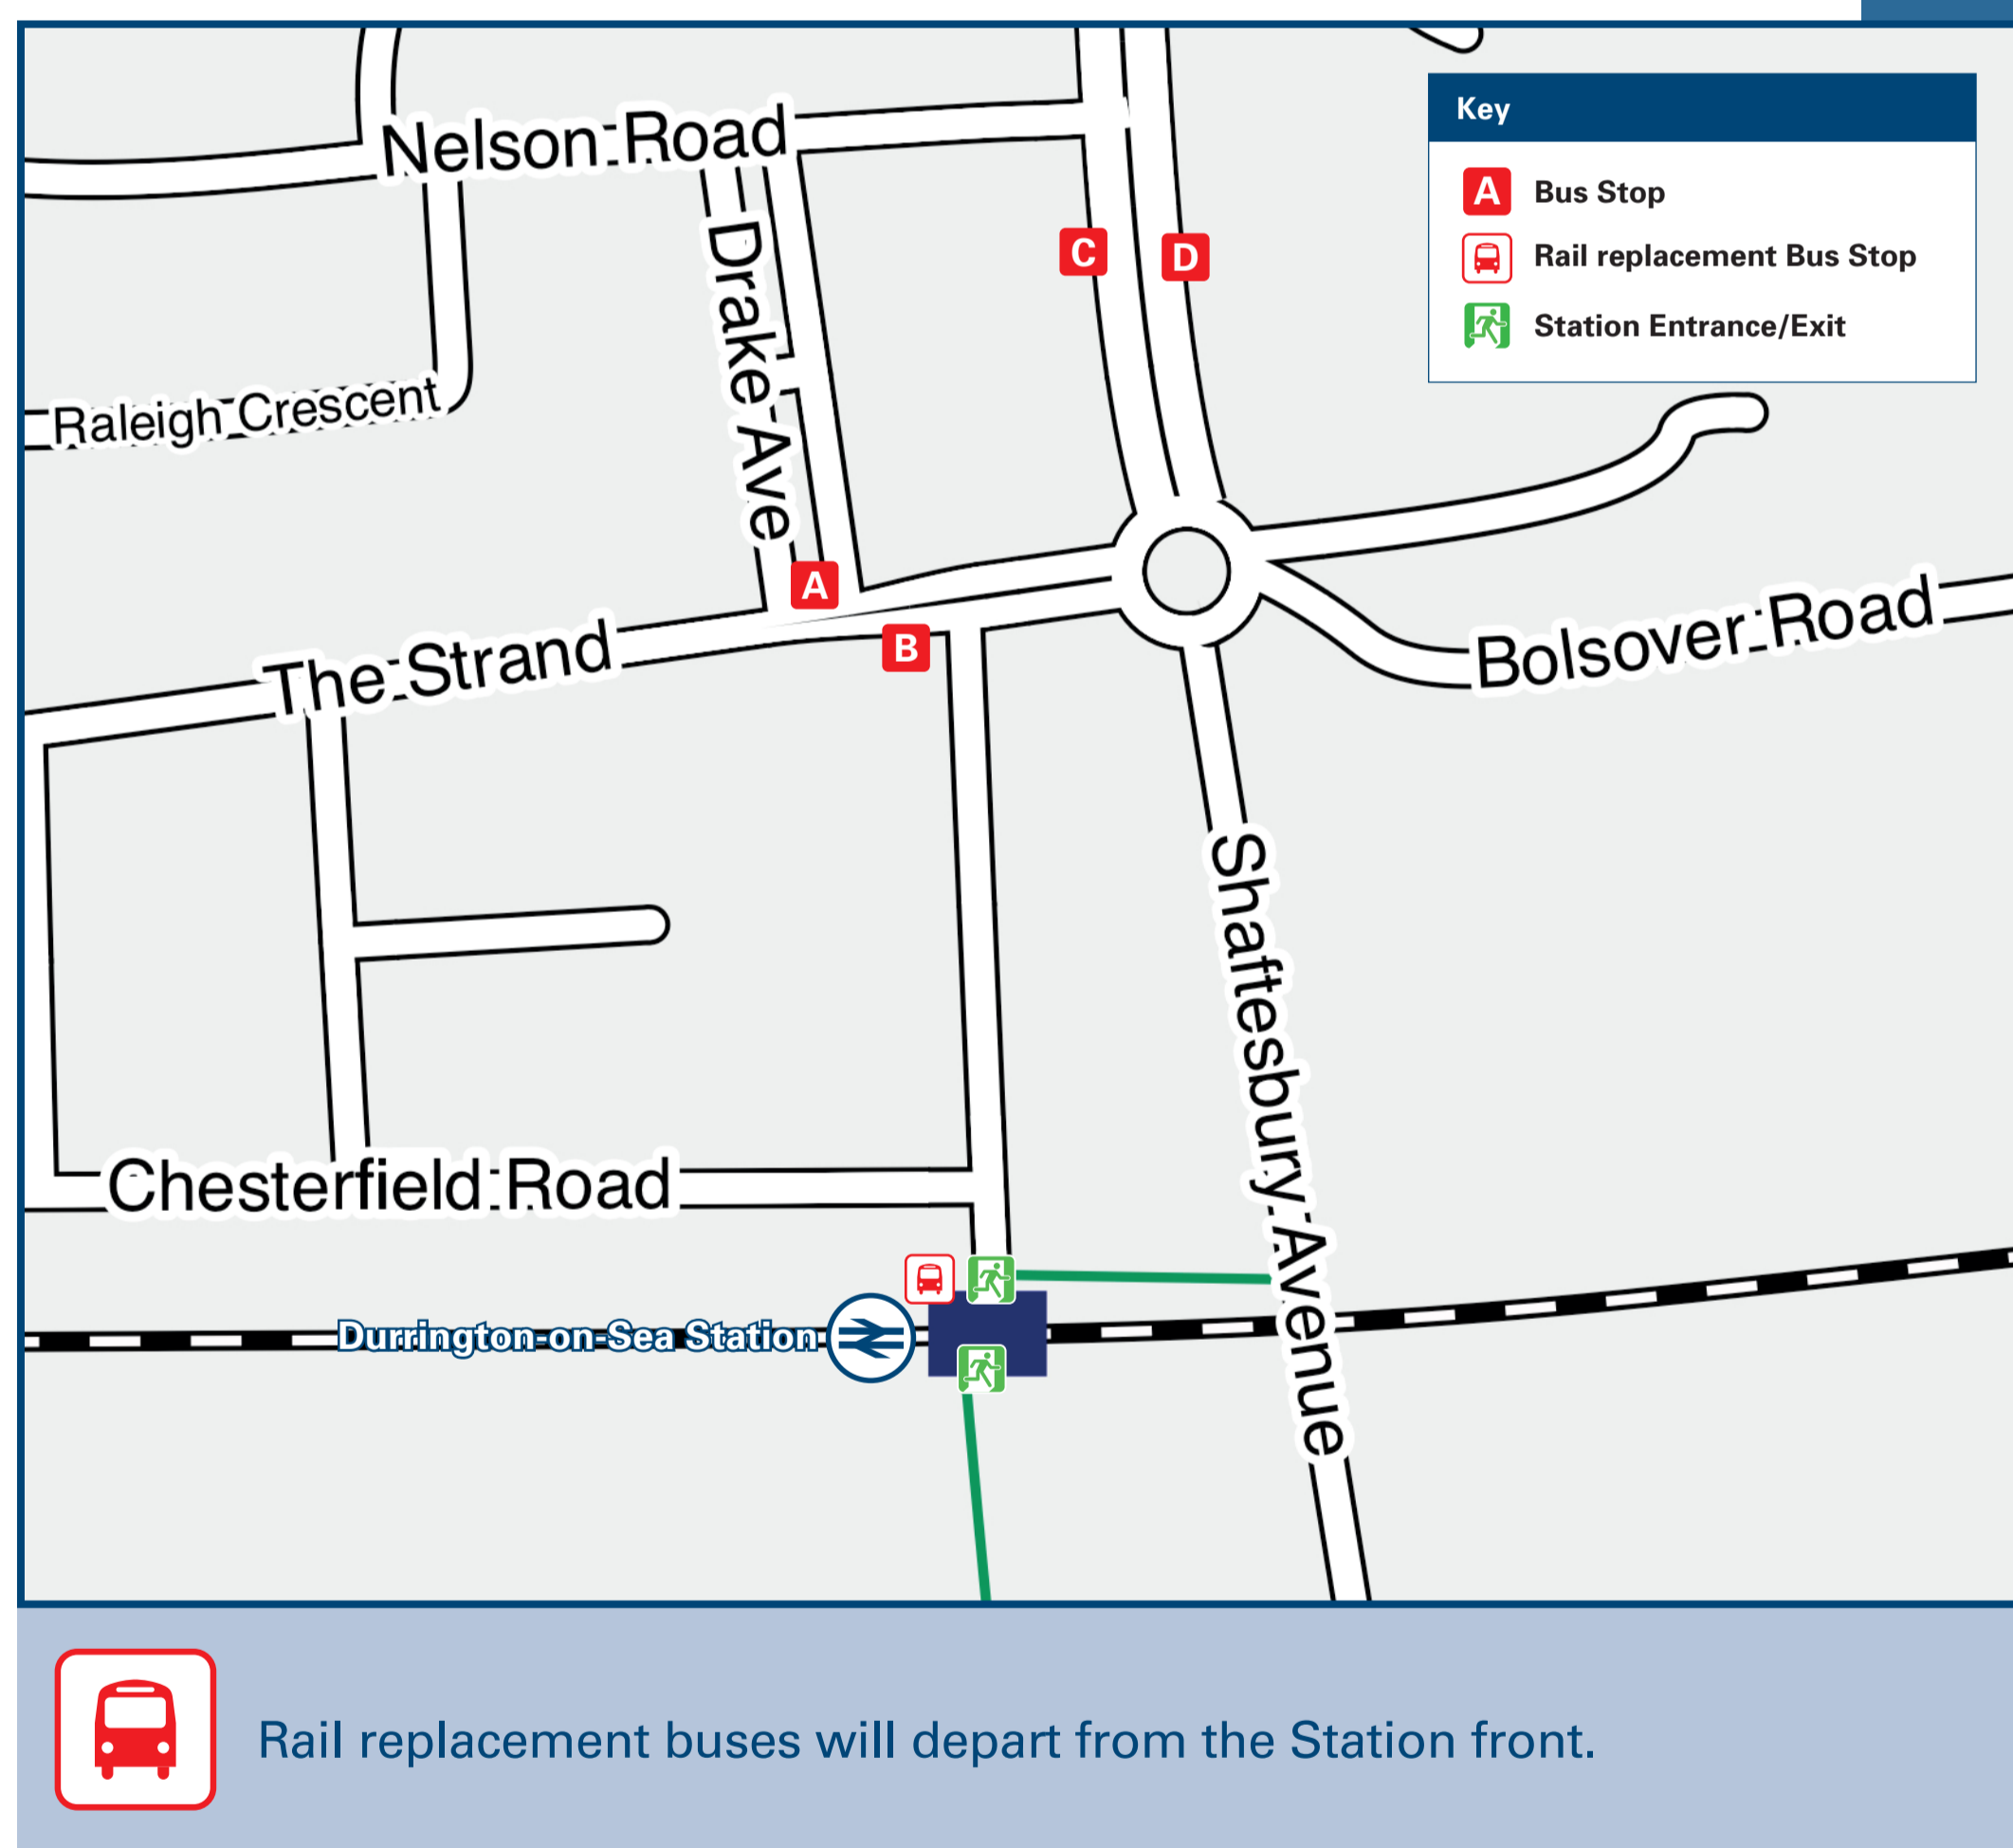 Nelson Road
Key
A Bus Stop
Rail replacement Bus Stop
Station Entrance/Exit
C
D
Drake Ave
Raleigh Crescent
A
B
The Strand
Bolsover Road
Shaftesbury Avenue
Chesterfield Road
Durrington-on-Sea Station
Rail replacement buses will depart from the Station front.